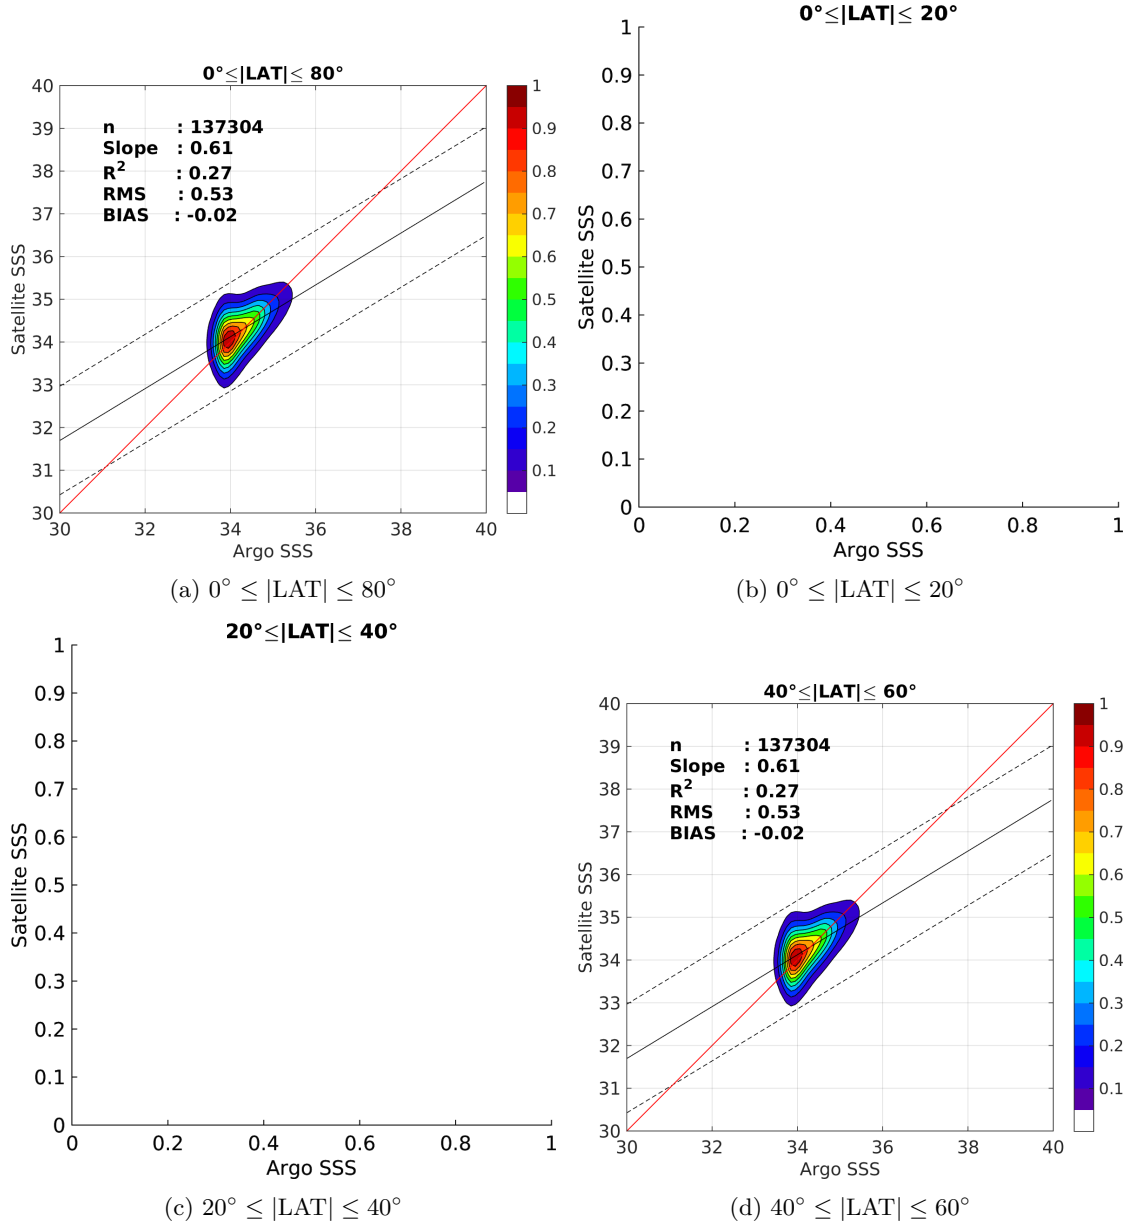 0°≤|LAT|≤ 80°
n : 137304
Slope : 0.61
R² : 0.27
RMS : 0.53
BIAS : -0.02
40
39
38
37
36
35
34
33
32
31
30
30 32 34 36 38 40
Satellite SSS
Argo SSS
1
0.9
0.8
0.7
0.6
0.5
0.4
0.3
0.2
0.1
(a) 0° ≤ |LAT| ≤ 80°
0°≤|LAT|≤ 20°
1
0.9
0.8
0.7
0.6
0.5
0.4
0.3
0.2
0.1
0
0 0.2 0.4 0.6 0.8 1
Satellite SSS
Argo SSS
(b) 0° ≤ |LAT| ≤ 20°
20°≤|LAT|≤ 40°
1
0.9
0.8
0.7
0.6
0.5
0.4
0.3
0.2
0.1
0
0 0.2 0.4 0.6 0.8 1
Satellite SSS
Argo SSS
(c) 20° ≤ |LAT| ≤ 40°
40°≤|LAT|≤ 60°
n : 137304
Slope : 0.61
R² : 0.27
RMS : 0.53
BIAS : -0.02
40
39
38
37
36
35
34
33
32
31
30
30 32 34 36 38 40
Satellite SSS
Argo SSS
1
0.9
0.8
0.7
0.6
0.5
0.4
0.3
0.2
0.1
(d) 40° ≤ |LAT| ≤ 60°